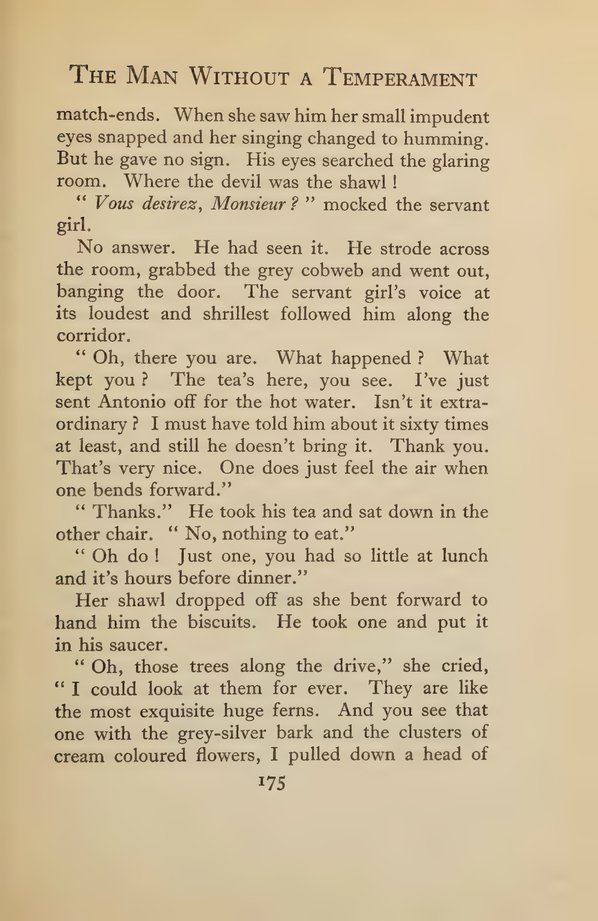 The Man Without a Temperament
match-ends. When she saw him her small impudent
eyes snapped and her singing changed to humming.
But he gave no sign. His eyes searched the glaring
room. Where the devil was the shawl !
“ Vous desirez, Monsieur ? ” mocked the servant
girl.
No answer. He had seen it. He strode across
the room, grabbed the grey cobweb and went out,
banging the door. The servant girl’s voice at
its loudest and shrillest followed him along the
corridor.
“ Oh, there you are. What happened ? What
kept you ? The tea’s here, you see. I’ve just
sent Antonio off for the hot water. Isn’t it extra-
ordinary ? I must have told him about it sixty times
at least, and still he doesn’t bring it. Thank you.
That’s very nice. One does just feel the air when
one bends forward.”
“ Thanks.” He took his tea and sat down in the
other chair. “ No, nothing to eat.”
“ Oh do ! Just one, you had so little at lunch
and it’s hours before dinner.”
Her shawl dropped off as she bent forward to
hand him the biscuits. He took one and put it
in his saucer.
“ Oh, those trees along the drive,” she cried,
“ I could look at them for ever. They are like
the most exquisite huge ferns. And you see that
one with the grey-silver bark and the clusters of
cream coloured flowers, I pulled down a head of
175